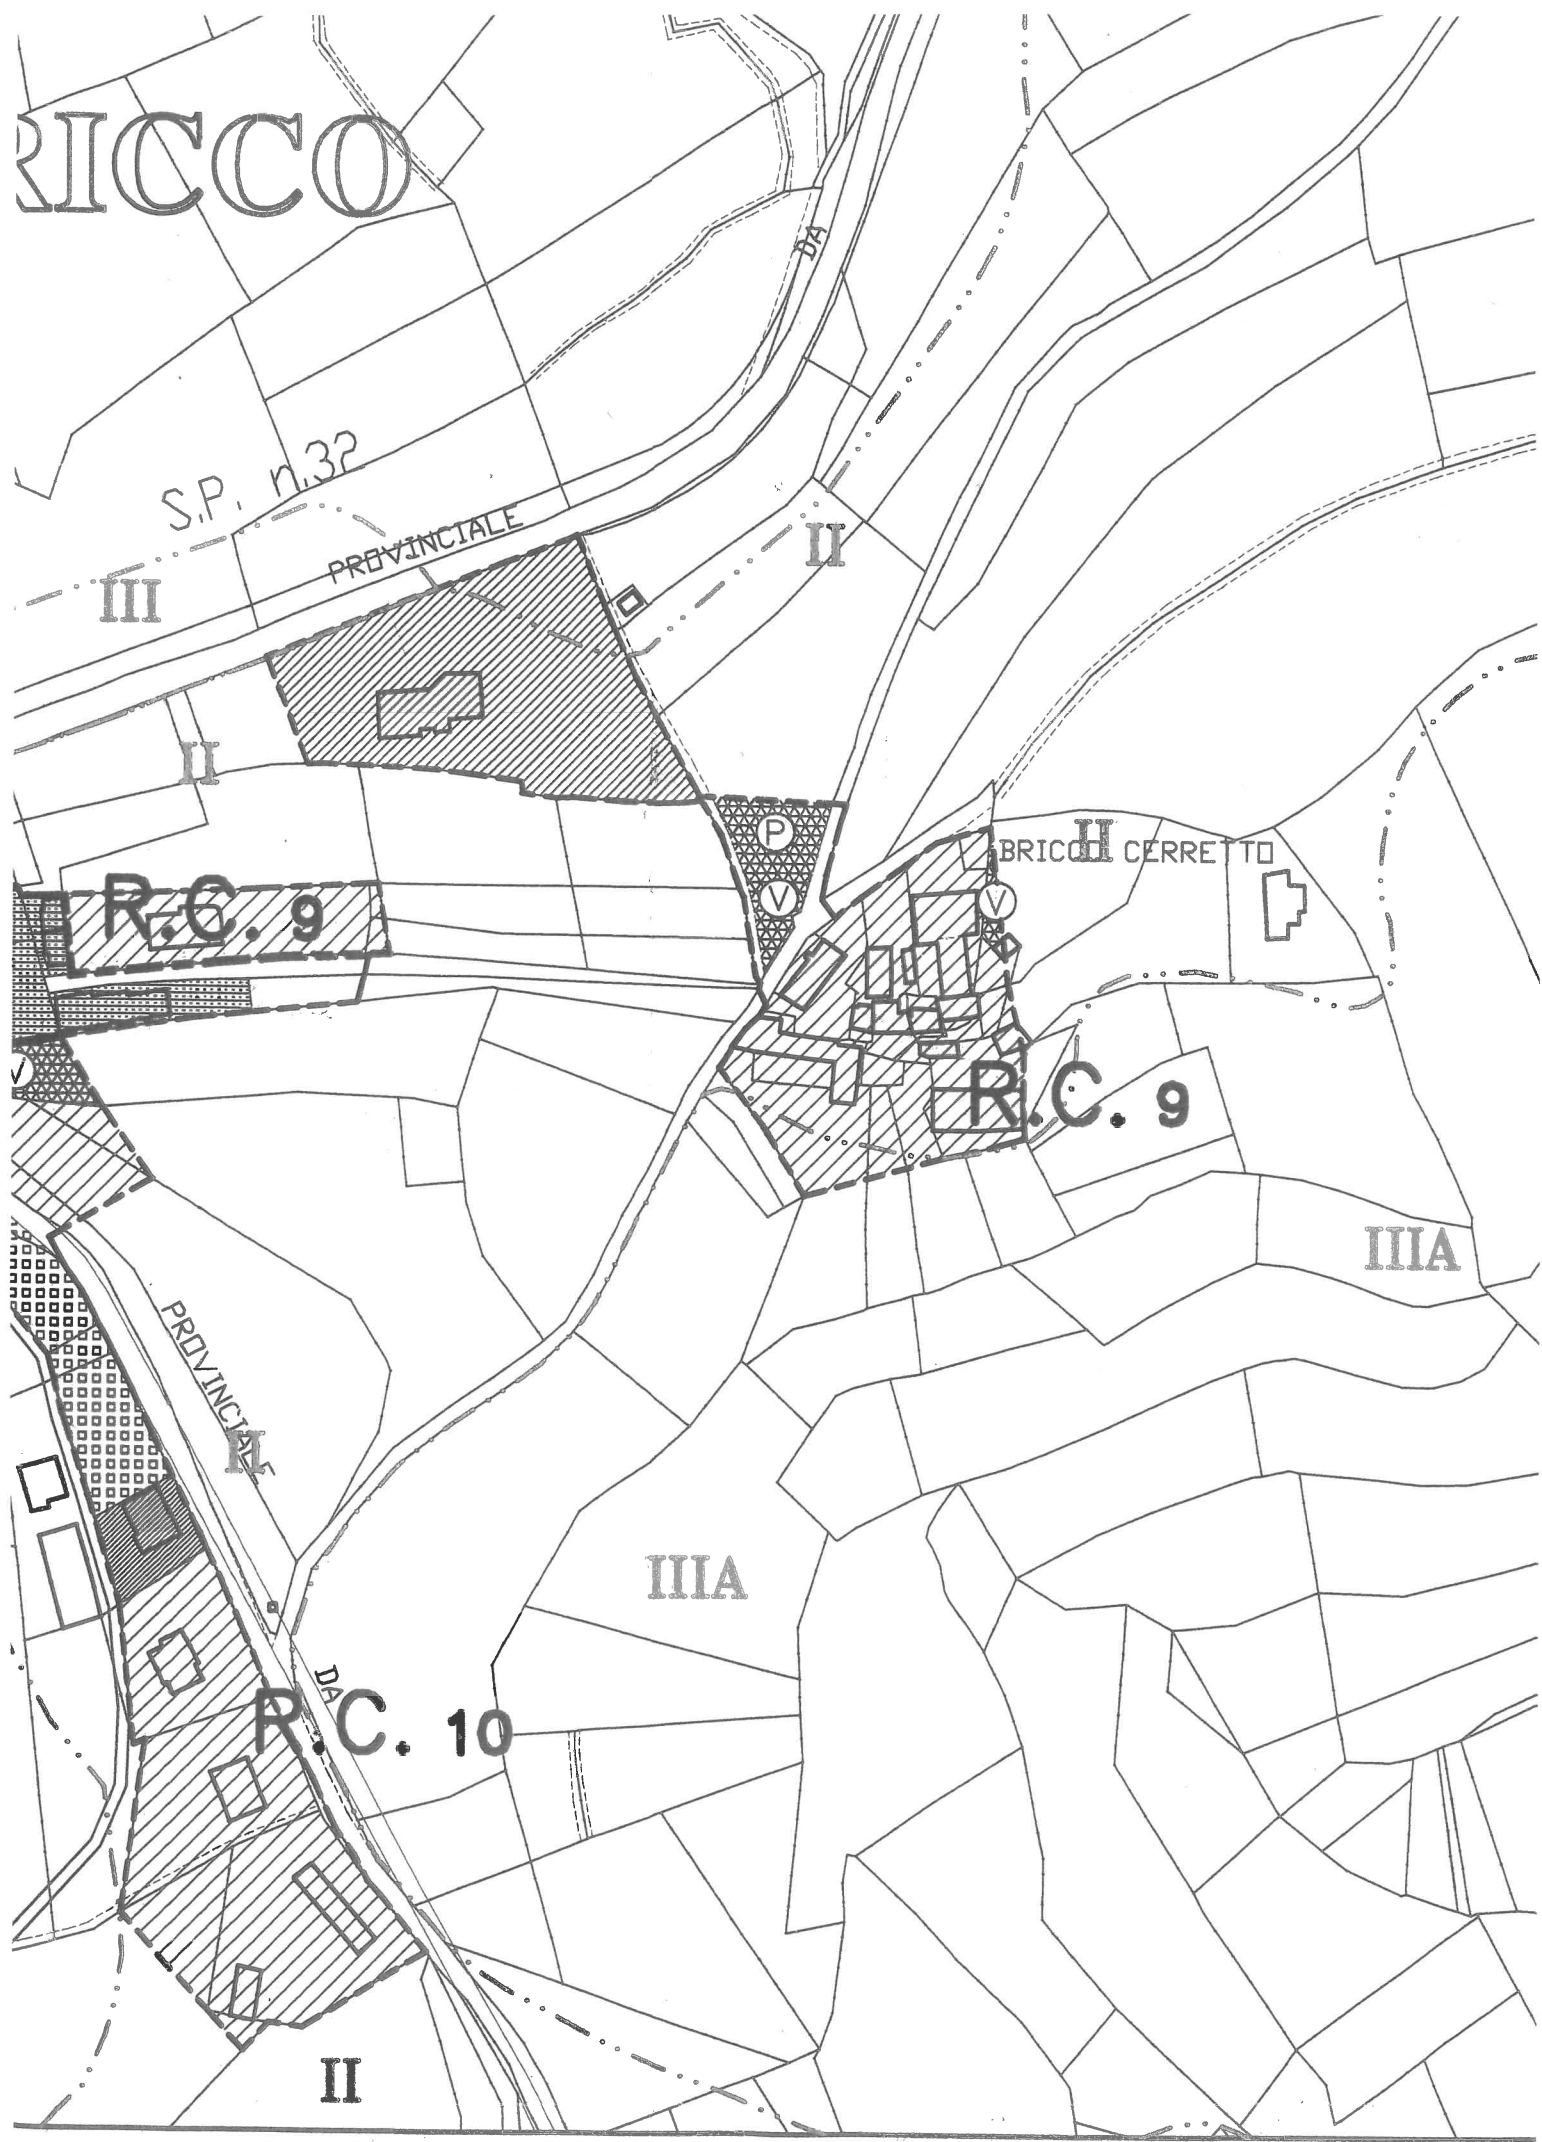 RICCO
DA
S.P. n.32
PROVINCIALE
II
III
II
P
BRICCO CERRETTO
II
R.C. 9
V
V
V
R.C. 9
IIIA
PROVINCIALE
II
IIIA
DA
R.C. 10
II